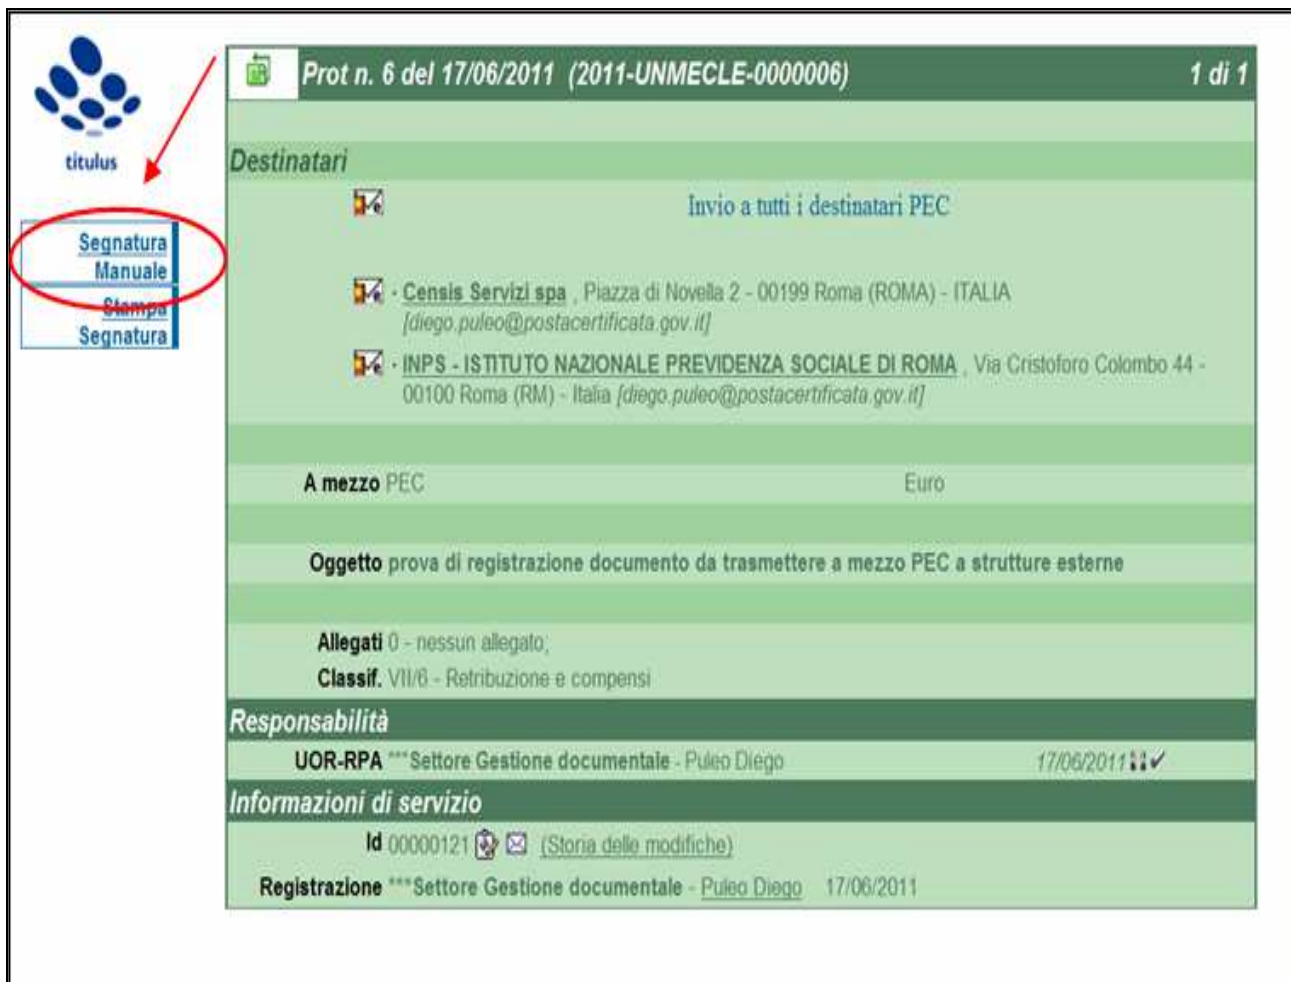 titulus
Segnatura
Manuale
Stampa
Segnatura
Prot n. 6 del 17/06/2011 (2011-UNMECLE-0000006) 1 di 1
Destinatari
Invio a tutti i destinatari PEC
- Censis Servizi spa , Piazza di Novella 2 - 00199 Roma (ROMA) - ITALIA
[diego.puleo@postacertificata.gov.it]
- INPS - ISTITUTO NAZIONALE PREVIDENZA SOCIALE DI ROMA , Via Cristoforo Colombo 44 -
00100 Roma (RM) - Italia [diego.puleo@postacertificata.gov.it]
A mezzo PEC Euro
Oggetto prova di registrazione documento da trasmettere a mezzo PEC a strutture esterne
Allegati 0 - nessun allegato;
Classif. VII/6 - Retribuzione e compensi
Responsabilità
UOR-RPA ***Settore Gestione documentale - Puleo Diego 17/06/2011
Informazioni di servizio
Id 00000121 (Storia delle modifiche)
Registrazione ***Settore Gestione documentale - Puleo Diego 17/06/2011